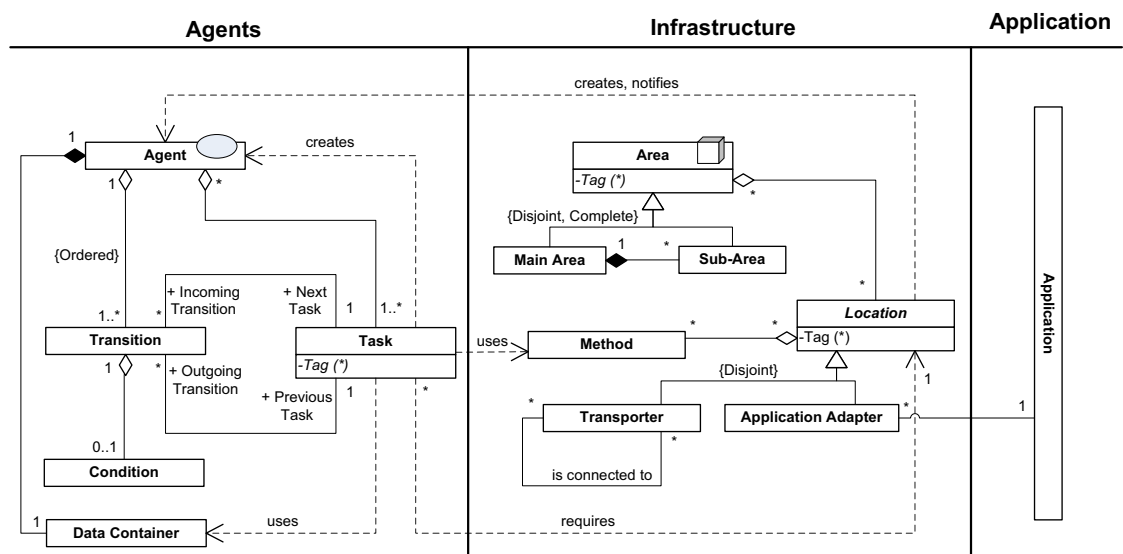 Agents
Infrastructure
Application
creates, notifies
1
Agent
creates
Area
-Tag (*)
1
*
*
{Disjoint, Complete}
{Ordered}
Main Area
1
*
Sub-Area
+ Incoming
Transition
+ Next
Task
1..*
*
1
1..*
*
Location
-Tag (*)
Transition
Task
-Tag (*)
uses
Method
*
*
1
*
+ Outgoing
Transition
+ Previous
Task
1
*
1
{Disjoint}
*
Transporter
*
Application Adapter
*
1
Application
0..1
Condition
is connected to
1
Data Container
uses
requires